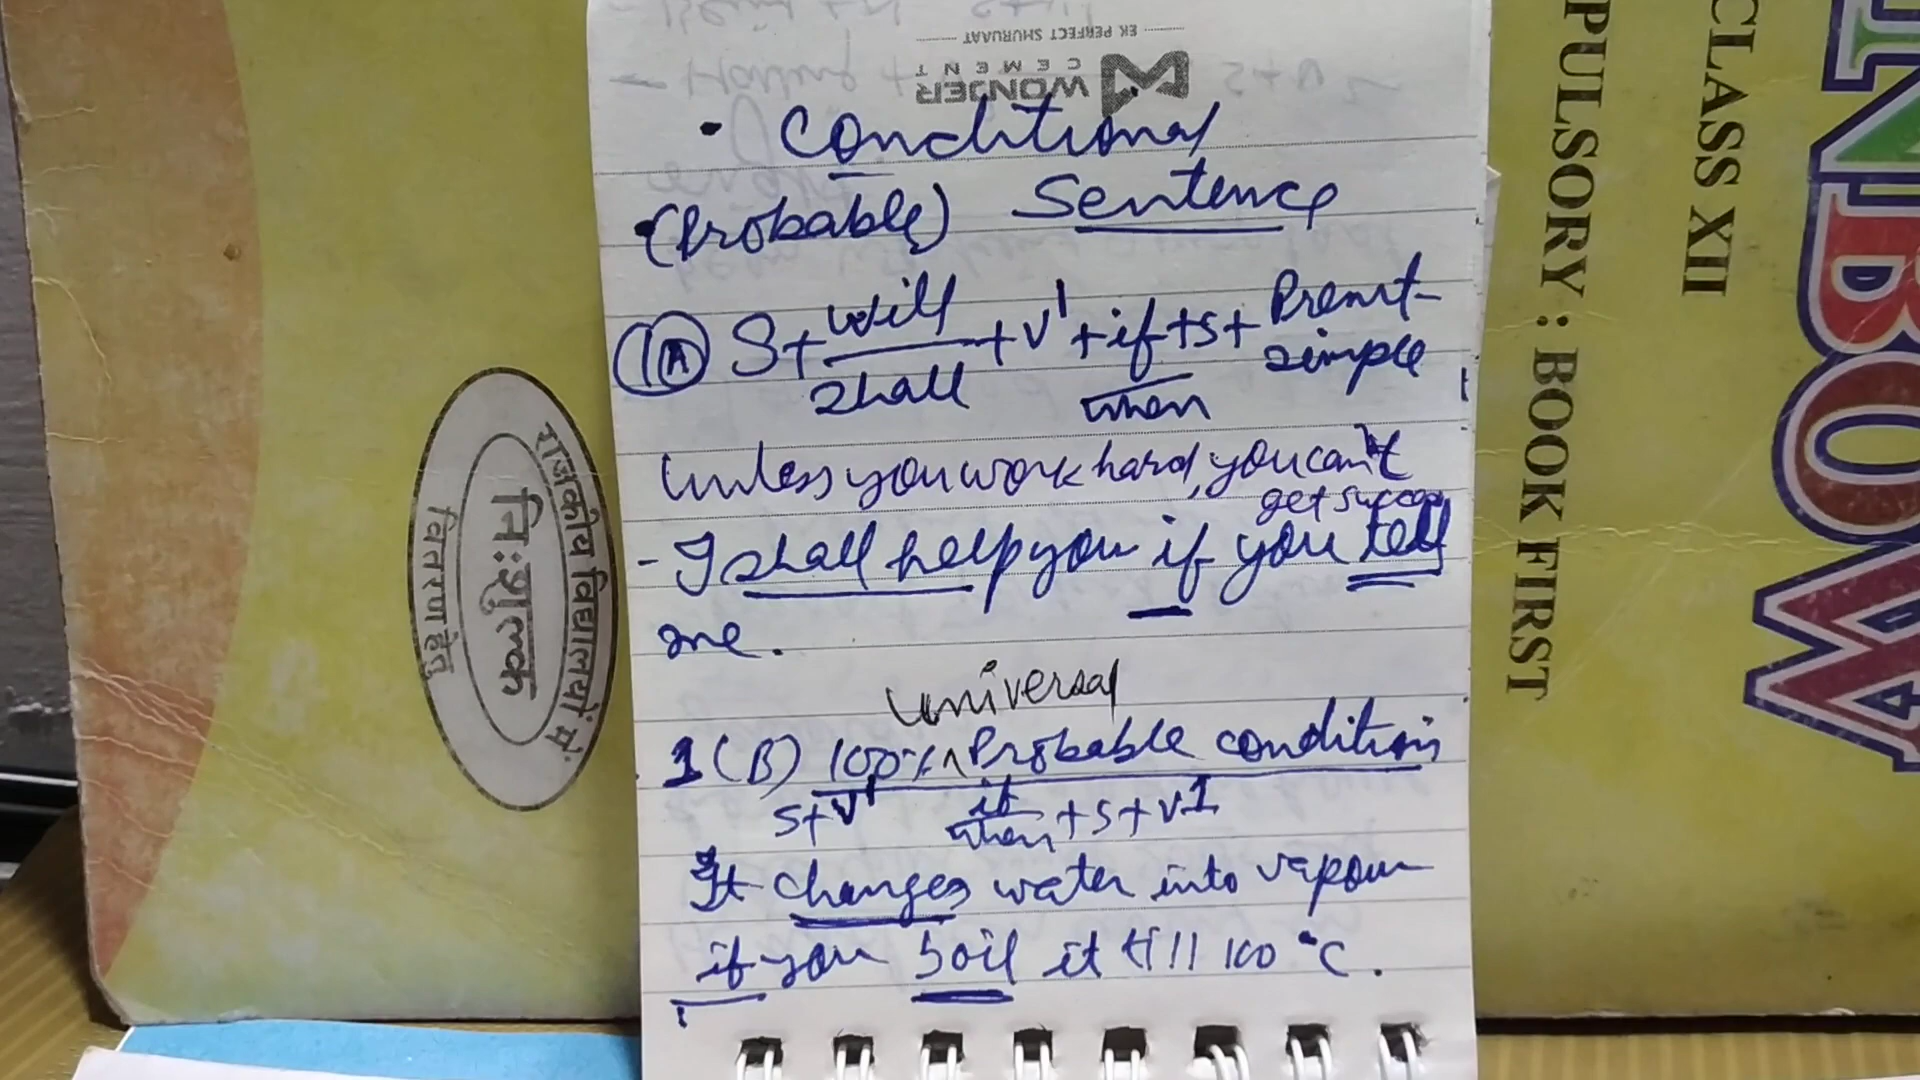 EK PERFECT SHURUAAT
WONDER
CEMENT
• Conditional
•(Probable) Sentence
(1(A) S+ will/shall + V¹ + if/when + s + Present simple
Unless you work hard, you can't
get success
- I shall help you if you tell
me.
Universal
1 (B) 100% ^ Probable condition
S+V¹ if/when + s + v1
It changes water into vapour
if you boil it till 100 °C.
राजकीय विद्यालयों में
नि:शुल्क
वितरण हेतु
CLASS XII
PULSORY : BOOK FIRST
NBOW